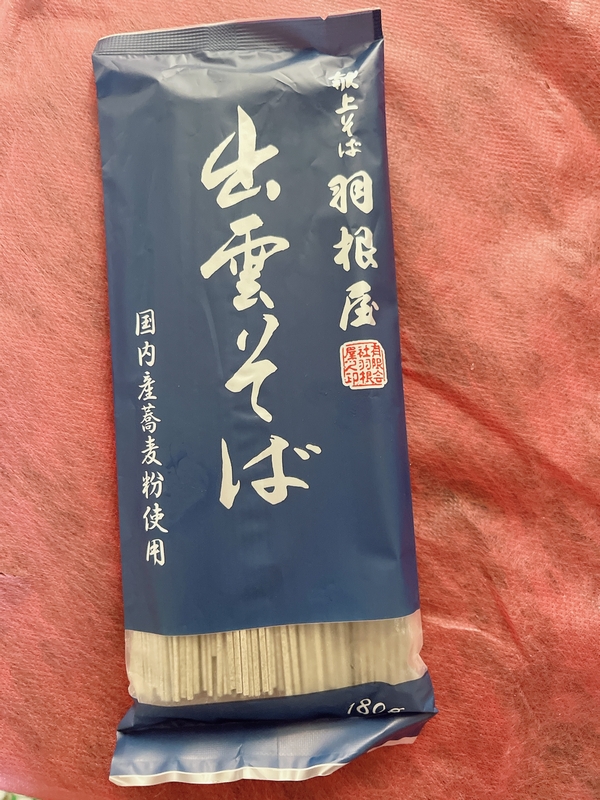 献上そば
羽根屋
有限会
社羽根
屋之印
出雲そば
国内産蕎麦粉使用
180g